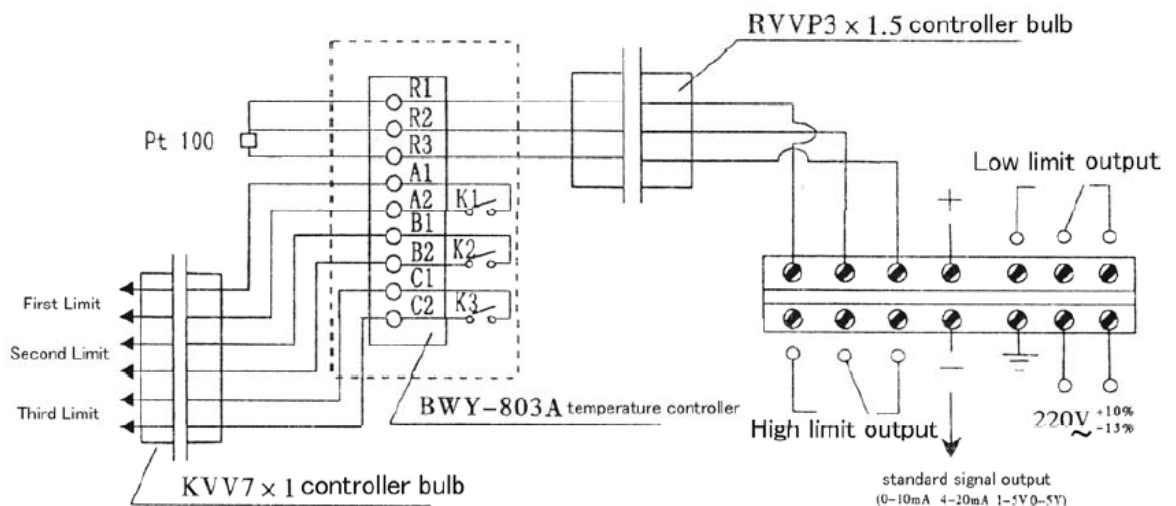 RVVP3 × 1.5 controller bulb
R1
R2
R3
A1
A2
B1
B2
C1
C2
K1
K2
K3
Pt 100
First Limit
Second Limit
Third Limit
BWY-803A temperature controller
KVV7 × 1 controller bulb
Low limit output
+
−
High limit output
220V ~ +10% -15%
standard signal output
(0-10mA 4-20mA 1-5V 0-5V)